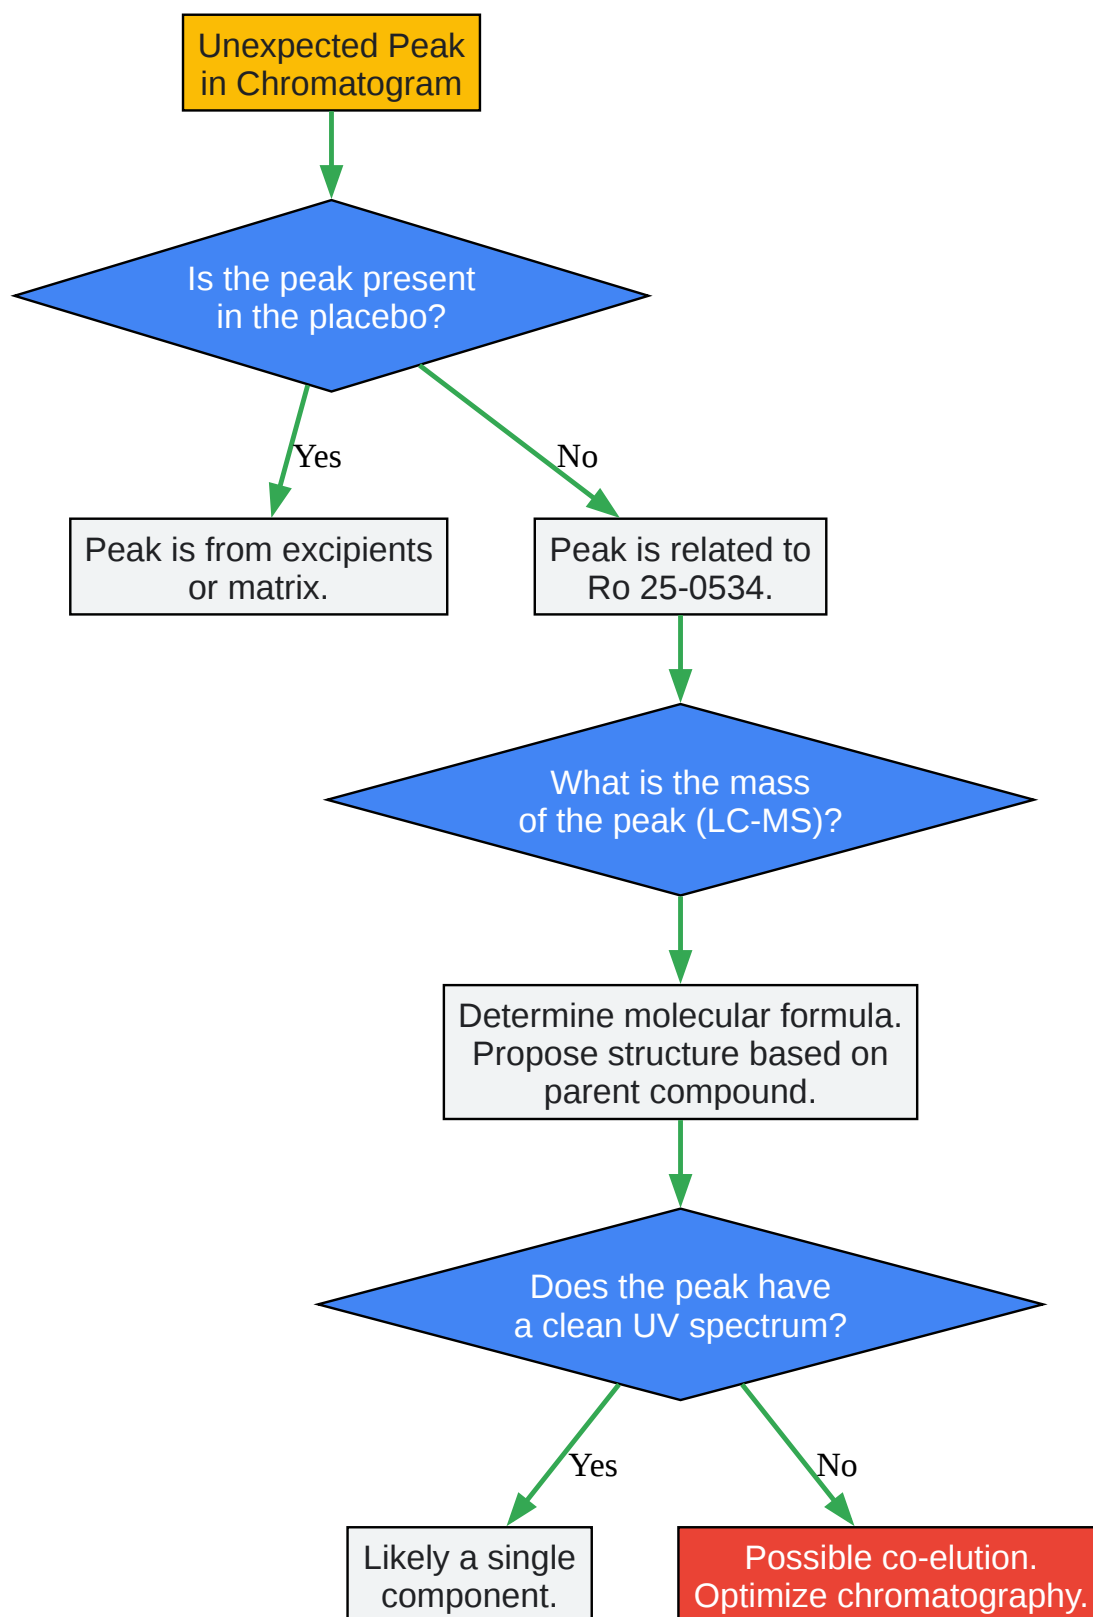 Unexpected Peak
in Chromatogram
Is the peak present
in the placebo?
Yes
No
Peak is from excipients
or matrix.
Peak is related to
Ro 25-0534.
What is the mass
of the peak (LC-MS)?
Determine molecular formula.
Propose structure based on
parent compound.
Does the peak have
a clean UV spectrum?
Yes
No
Likely a single
component.
Possible co-elution.
Optimize chromatography.